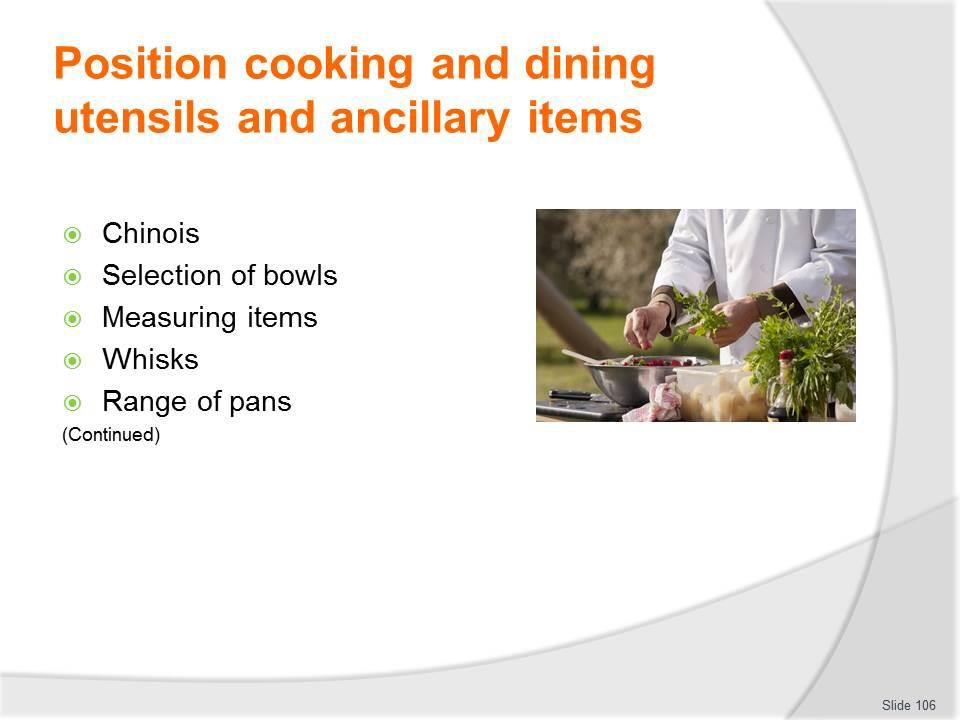 Position cooking and dining
utensils and ancillary items
Chinois
Selection of bowls
Measuring items
Whisks
Range of pans
(Continued)
Slide 106